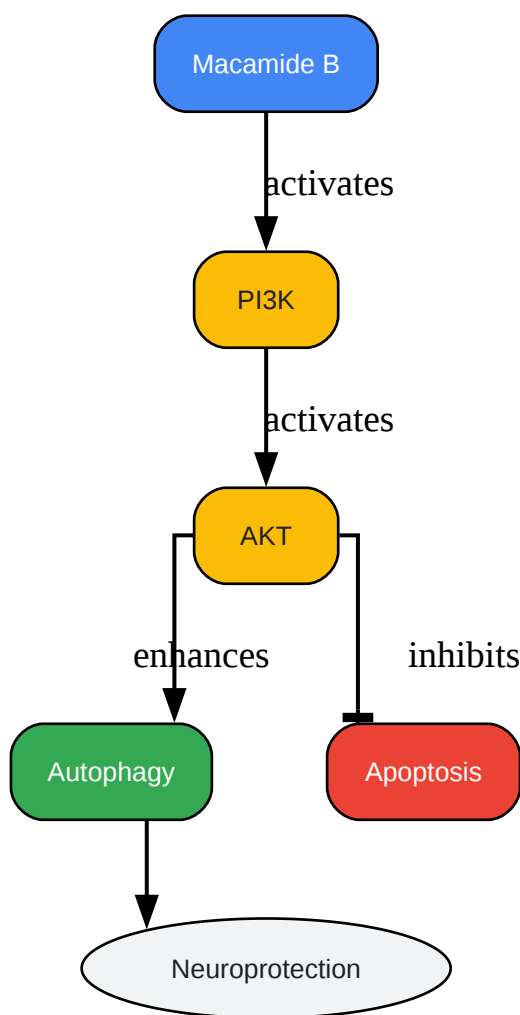 Macamide B
activates
PI3K
activates
AKT
enhances
inhibits
Autophagy
Apoptosis
Neuroprotection